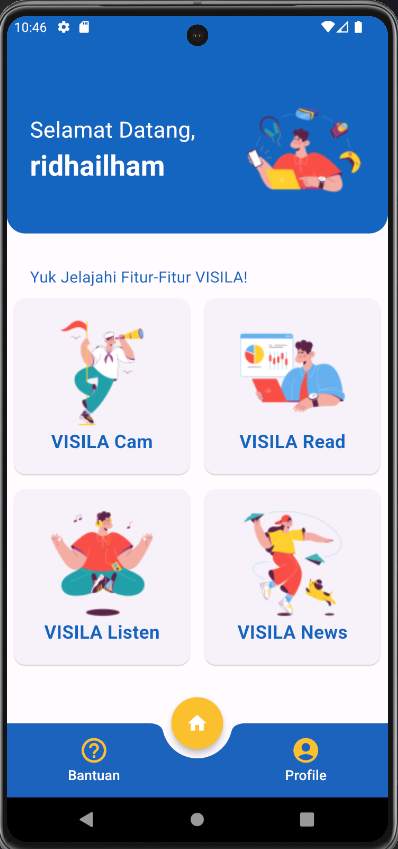 10:46
Selamat Datang,
ridhailham
Yuk Jelajahi Fitur-Fitur VISILA!
VISILA Cam
VISILA Read
VISILA Listen
VISILA News
Bantuan
Profile